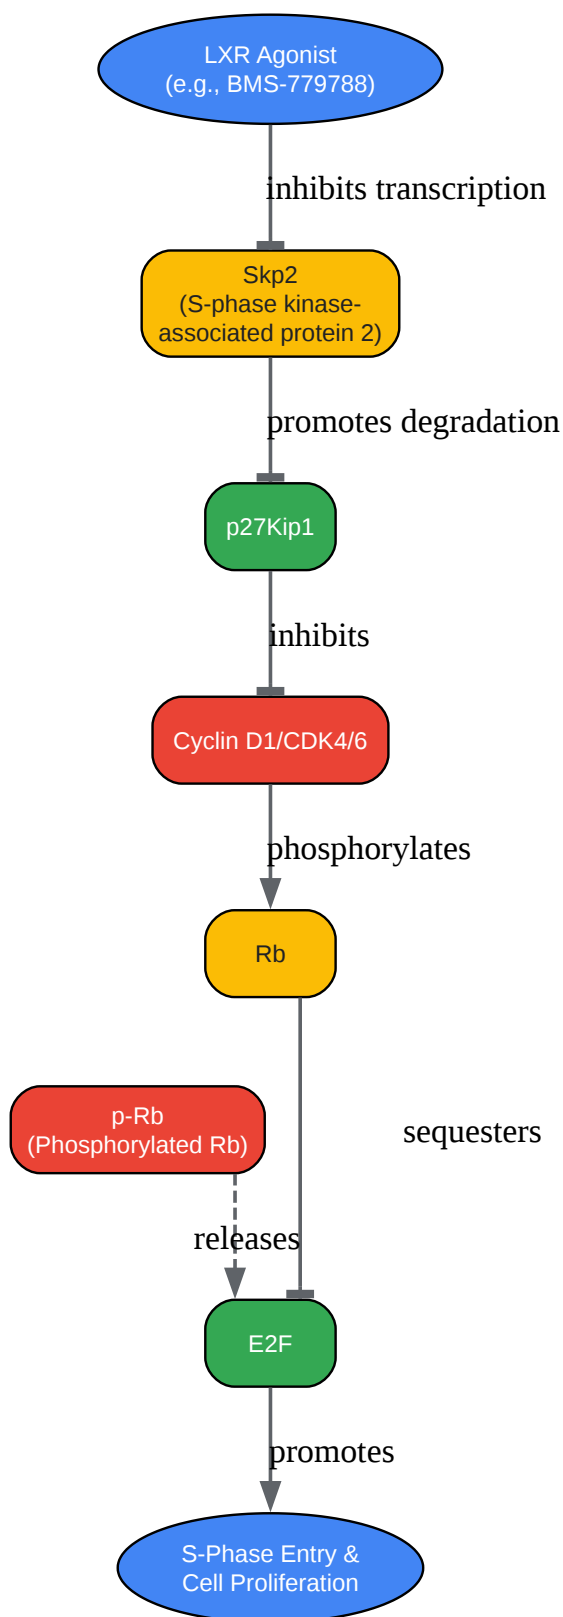 LXR Agonist
(e.g., BMS-779788)
inhibits transcription
Skp2
(S-phase kinase-
associated protein 2)
promotes degradation
p27Kip1
inhibits
Cyclin D1/CDK4/6
phosphorylates
Rb
p-Rb
(Phosphorylated Rb)
sequesters
releases
E2F
promotes
S-Phase Entry &
Cell Proliferation